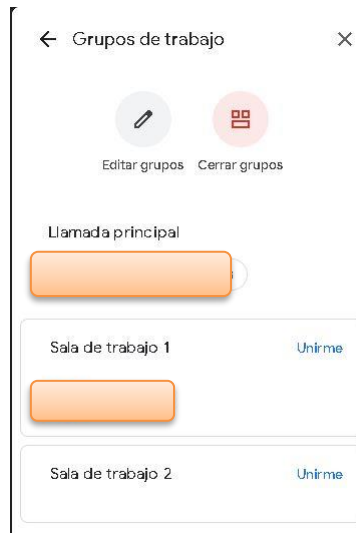 Grupos de trabajo
Editar grupos Cerrar grupos
Llamada principal
Sala de trabajo 1 Unirme
Sala de trabajo 2 Unirme